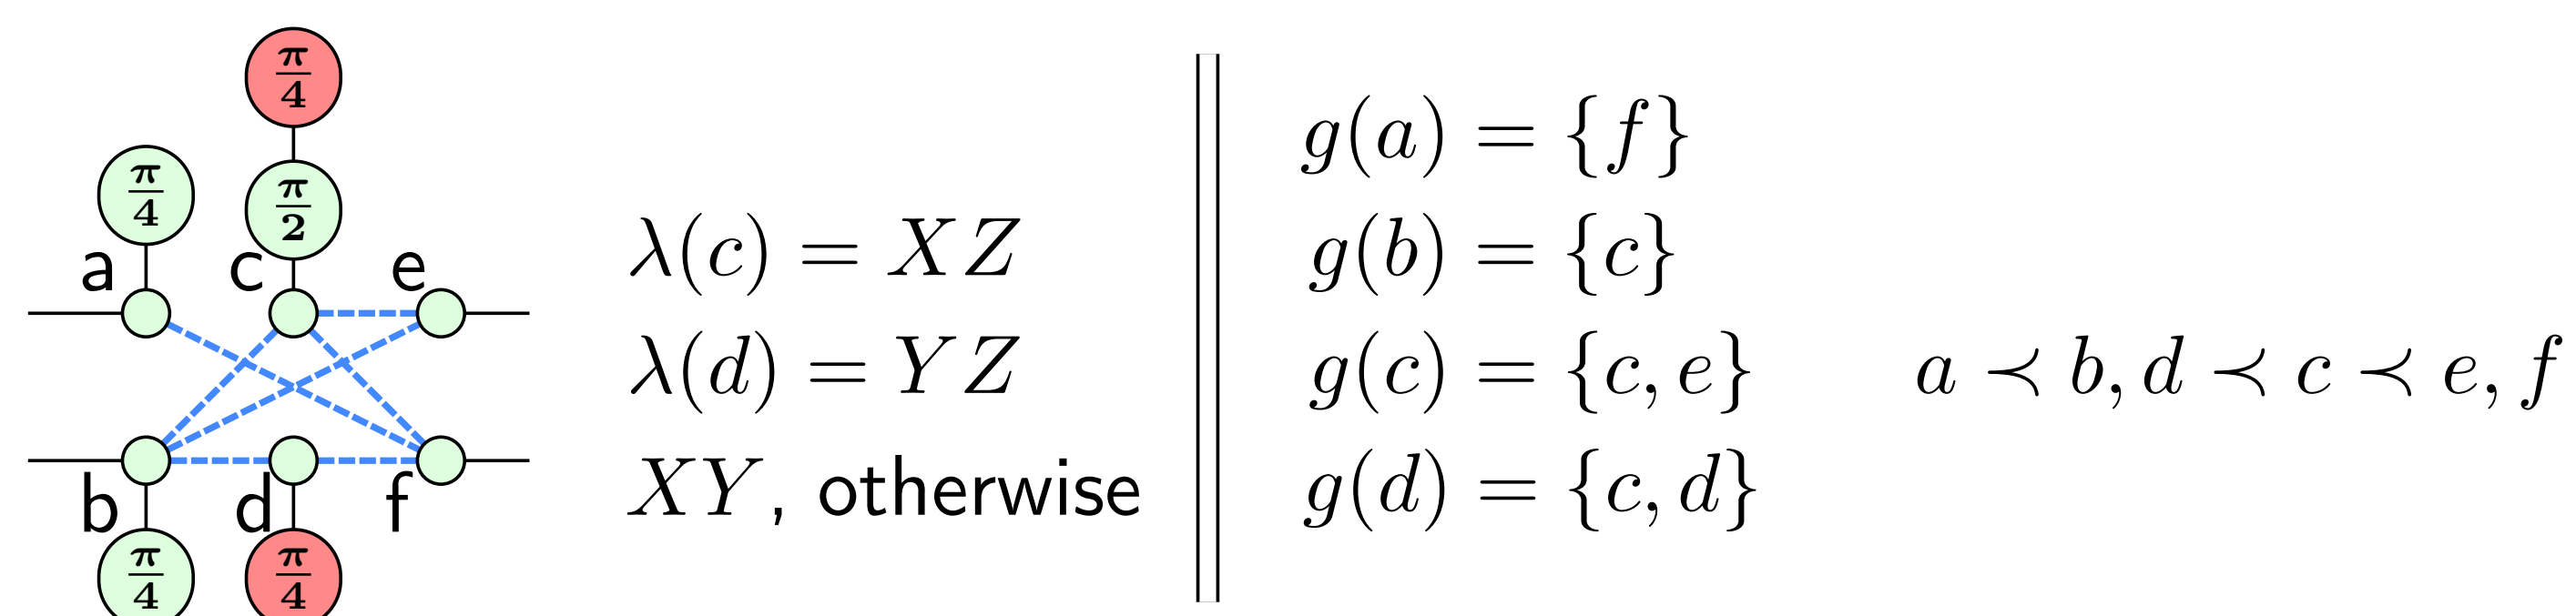 π/4
π/4
π/2
a c e
b d f
π/4 π/4
λ(c) = XZ
λ(d) = YZ
XY, otherwise
g(a) = {f}
g(b) = {c}
g(c) = {c, e}
g(d) = {c, d}
a ≺ b, d ≺ c ≺ e, f